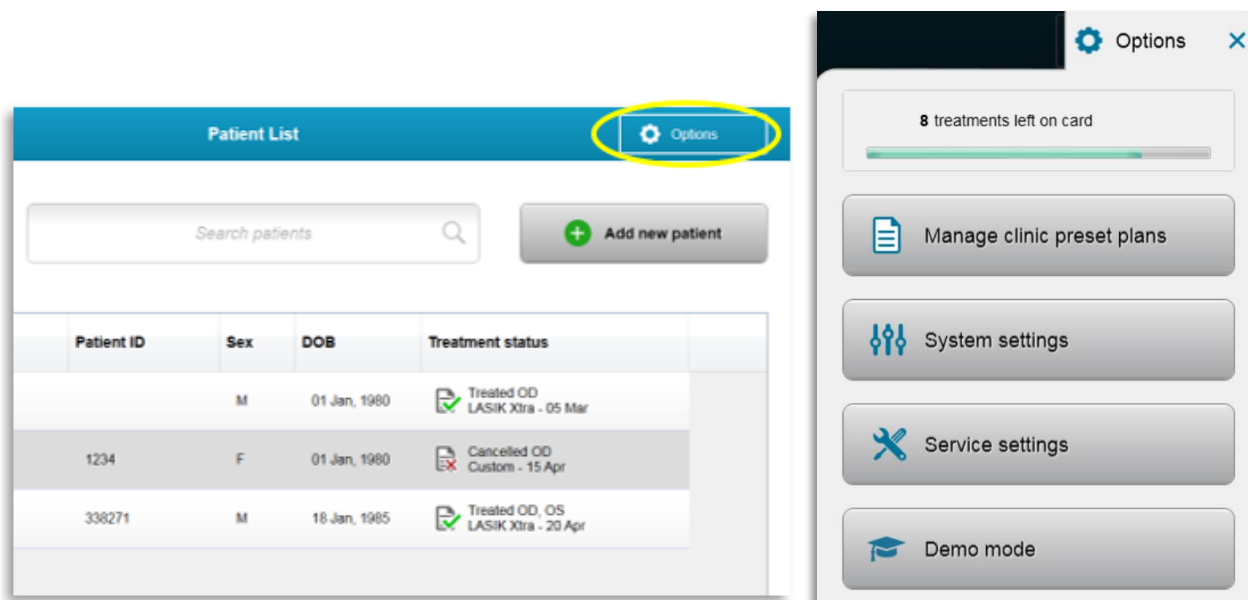 Patient List
Options
Search patients
Add new patient
Patient ID
Sex
DOB
Treatment status
M
01 Jan, 1980
Treated OD
LASIK Xtra - 05 Mar
1234
F
01 Jan, 1980
Cancelled OD
Custom - 15 Apr
338271
M
18 Jan, 1985
Treated OD, OS
LASIK Xtra - 20 Apr
Options
8 treatments left on card
Manage clinic preset plans
System settings
Service settings
Demo mode